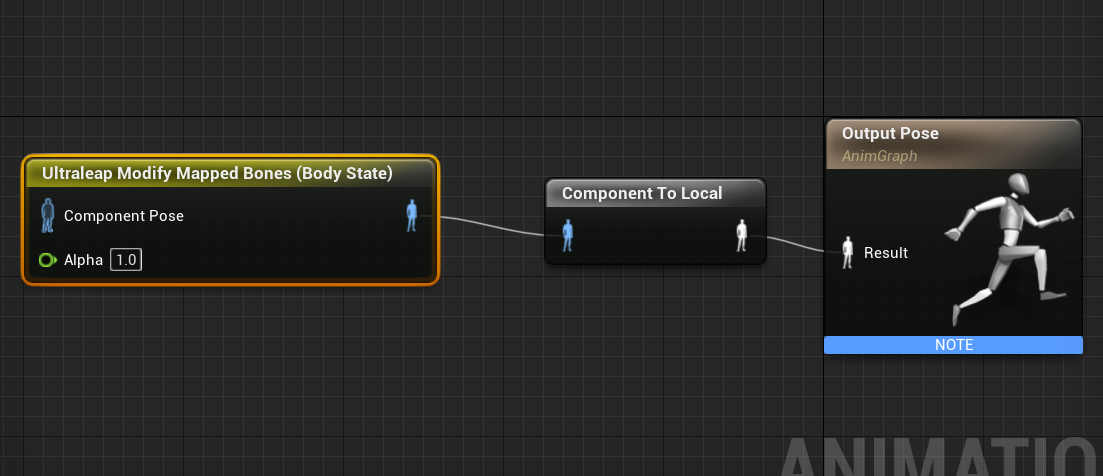 Output Pose
AnimGraph
Ultraleap Modify Mapped Bones (Body State)
Component To Local
Component Pose
Result
Alpha 1.0
NOTE
ANIMATIO